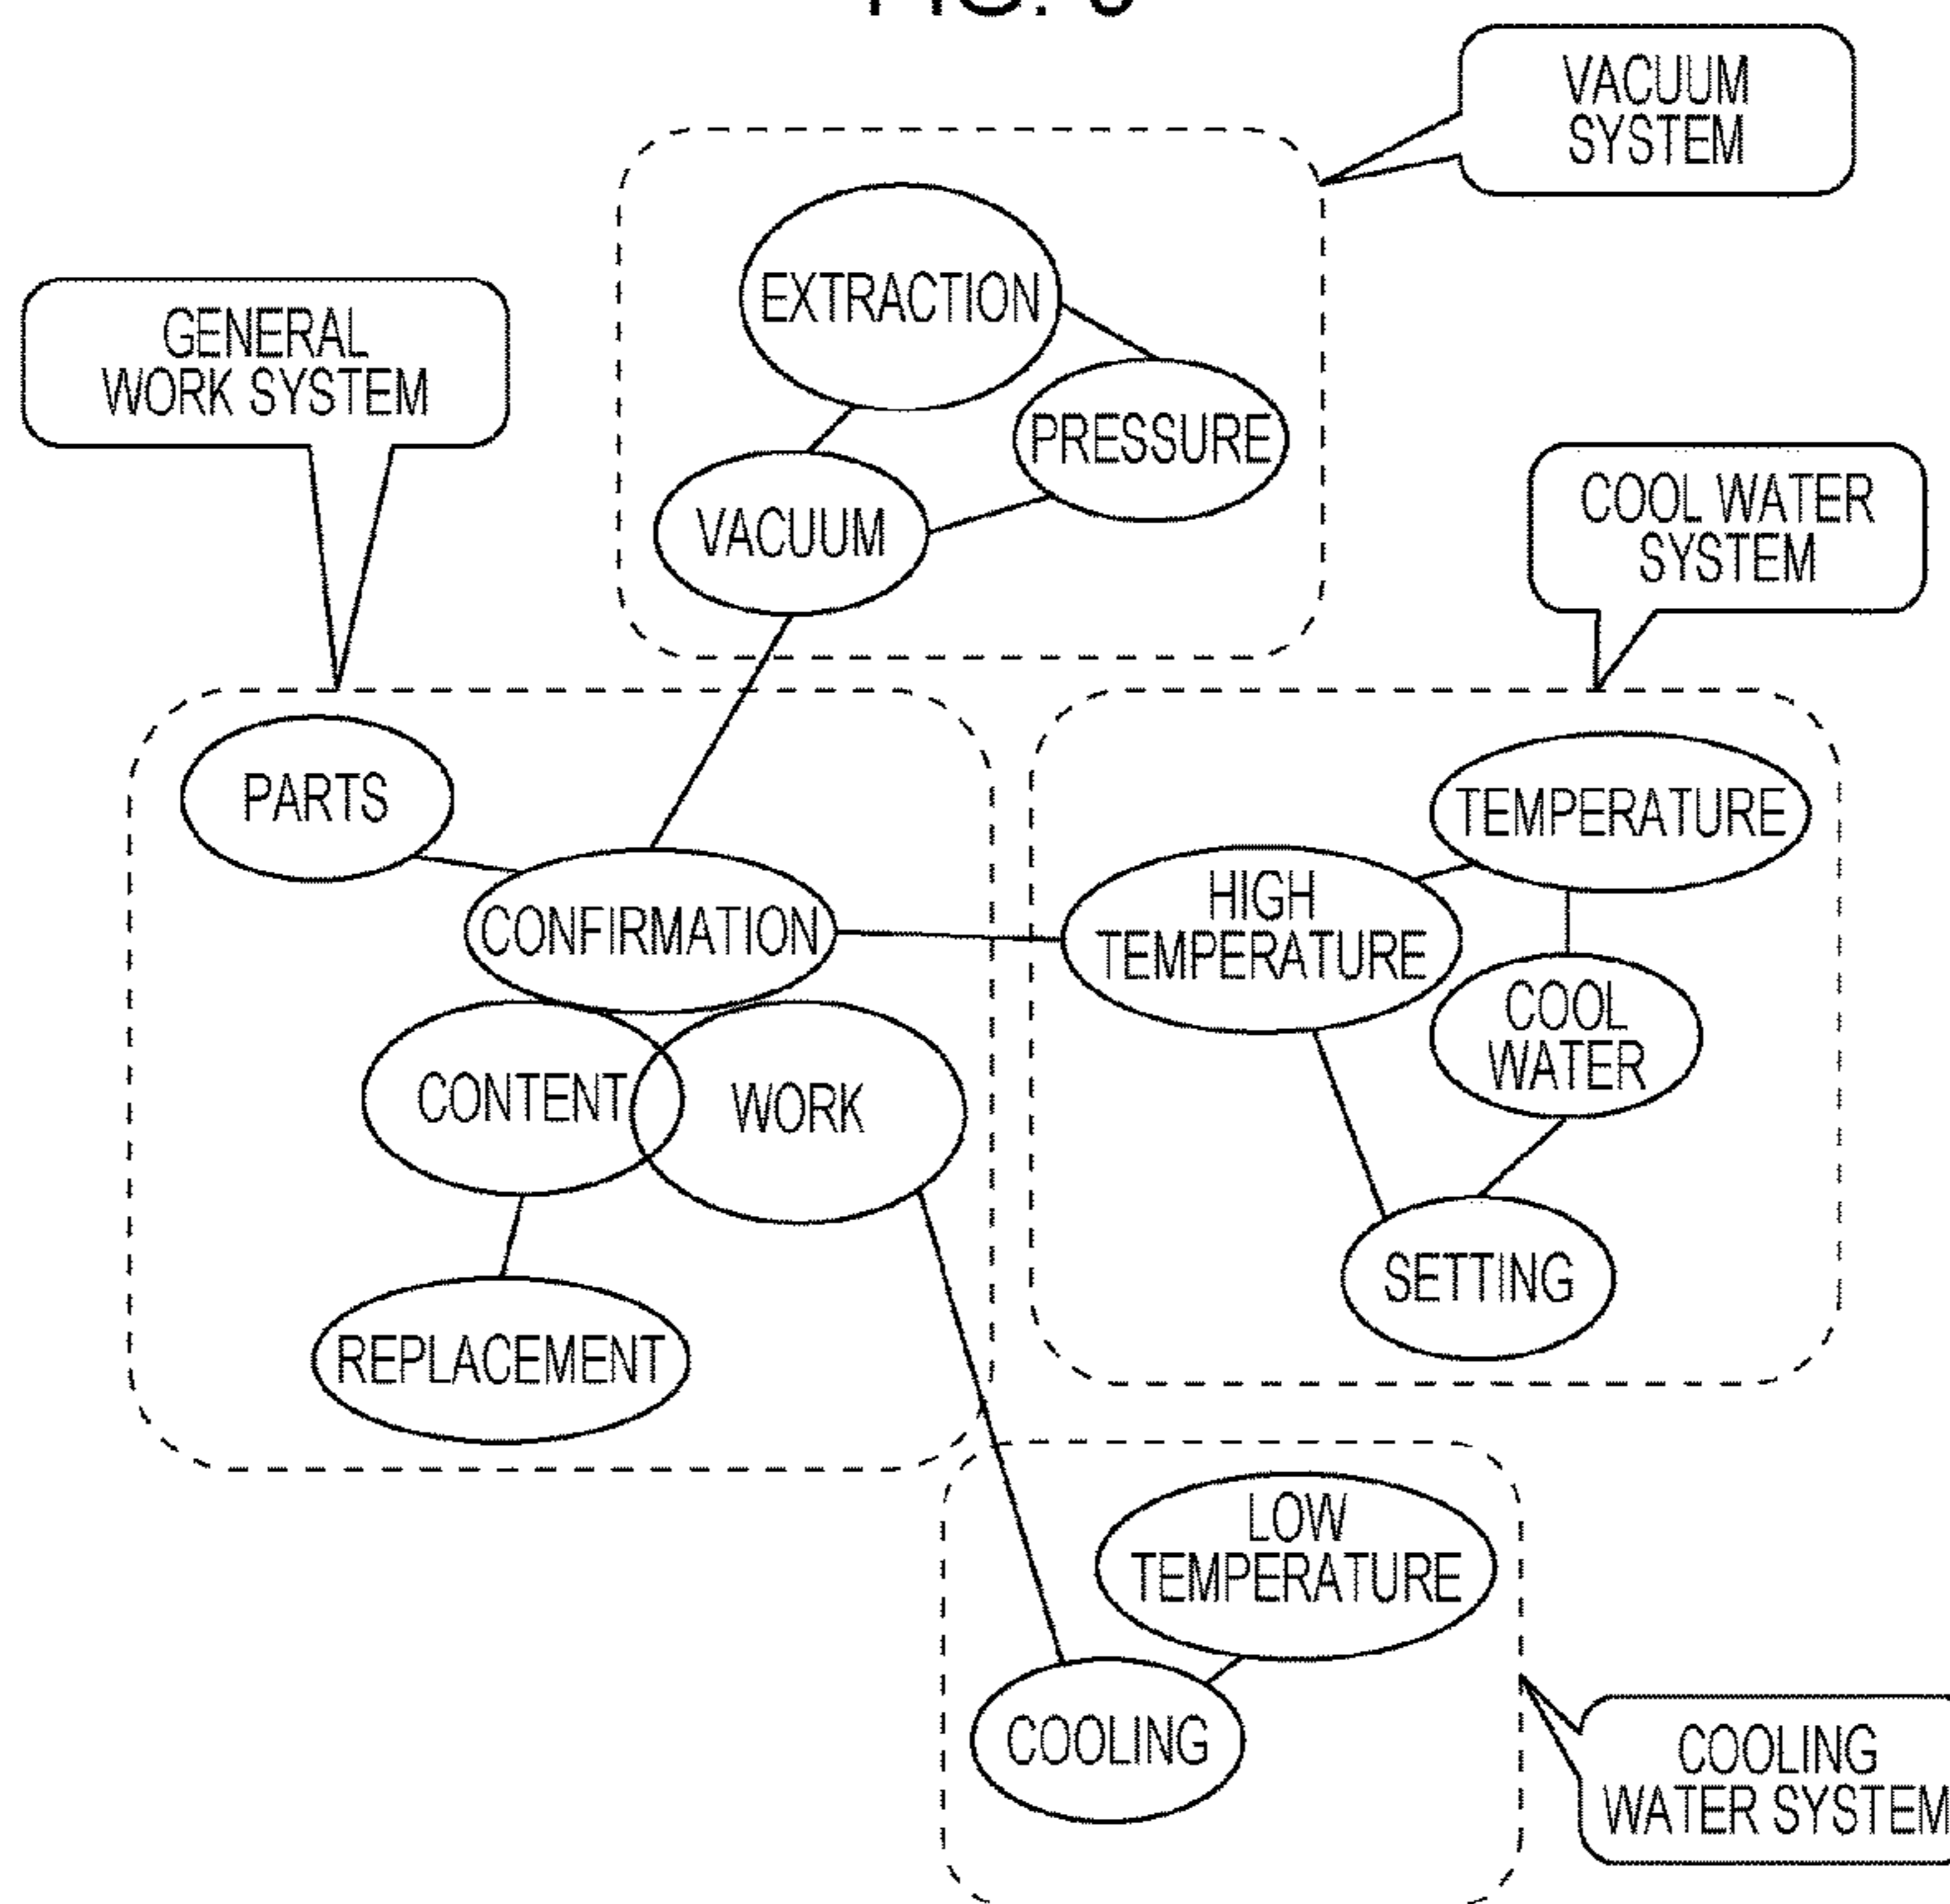 VACUUM
SYSTEM
EXTRACTION
GENERAL
WORK SYSTEM
PRESSURE
VACUUM
COOL WATER
SYSTEM
PARTS
TEMPERATURE
HIGH
TEMPERATURE
CONFIRMATION
COOL
WATER
CONTENT
WORK
SETTING
REPLACEMENT
LOW
TEMPERATURE
COOLING
COOLING
WATER SYSTEM